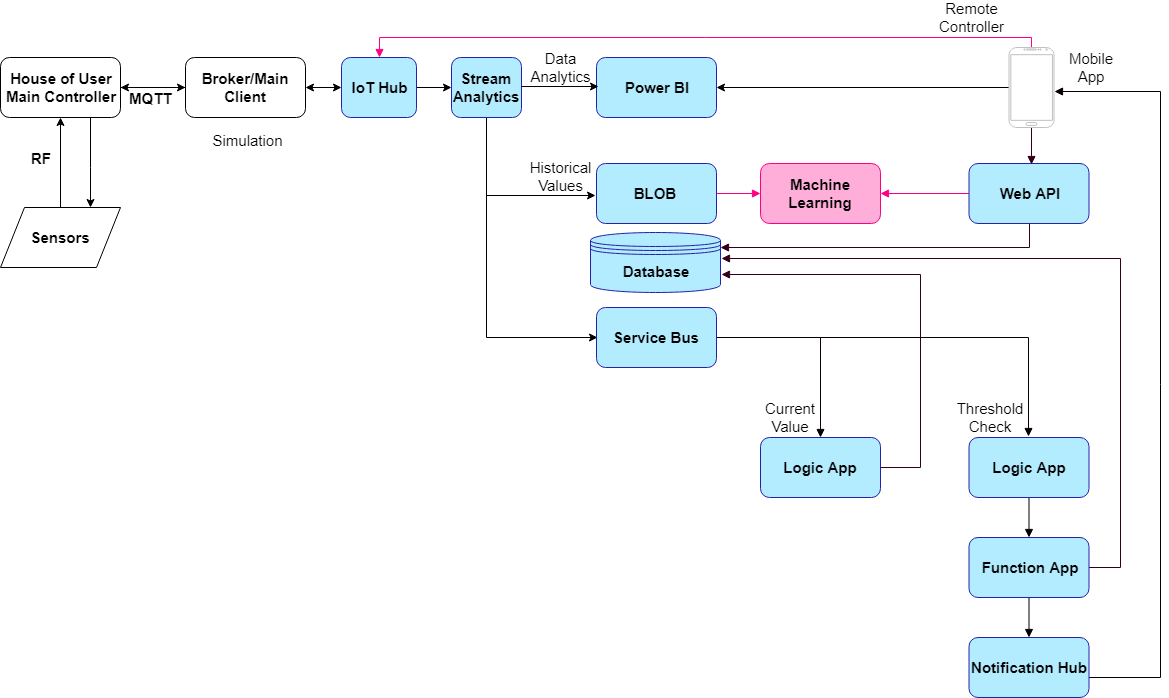 Remote
Controller
House of User
Main Controller
MQTT
Broker/Main
Client
IoT Hub
Stream
Analytics
Data
Analytics
Power BI
Mobile
App
Simulation
RF
Sensors
Historical
Values
BLOB
Machine
Learning
Web API
Database
Service Bus
Current
Value
Threshold
Check
Logic App
Logic App
Function App
Notification Hub